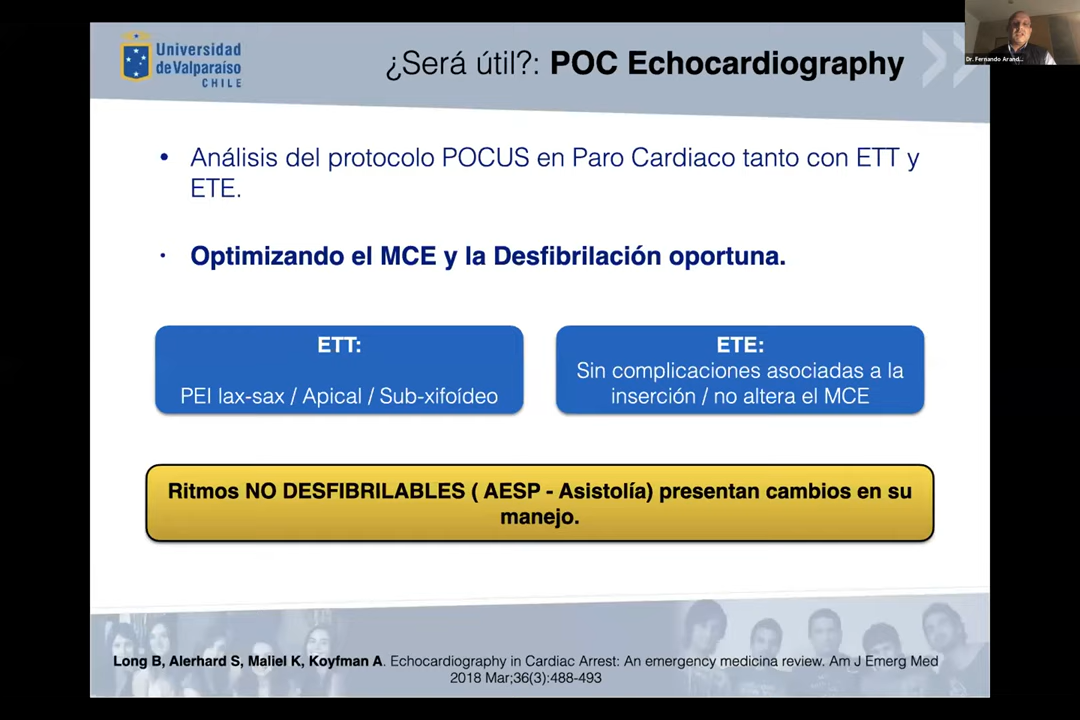 Universidad
de Valparaíso
CHILE
¿Será útil?: POC Echocardiography
Dr. Fernando Arand...
• Análisis del protocolo POCUS en Paro Cardiaco tanto con ETT y
ETE.
· Optimizando el MCE y la Desfibrilación oportuna.
ETT:
PEI lax-sax / Apical / Sub-xifoídeo
ETE:
Sin complicaciones asociadas a la
inserción / no altera el MCE
Ritmos NO DESFIBRILABLES ( AESP - Asistolía) presentan cambios en su
manejo.
Long B, Alerhard S, Maliel K, Koyfman A. Echocardiography in Cardiac Arrest: An emergency medicina review. Am J Emerg Med
2018 Mar;36(3):488-493